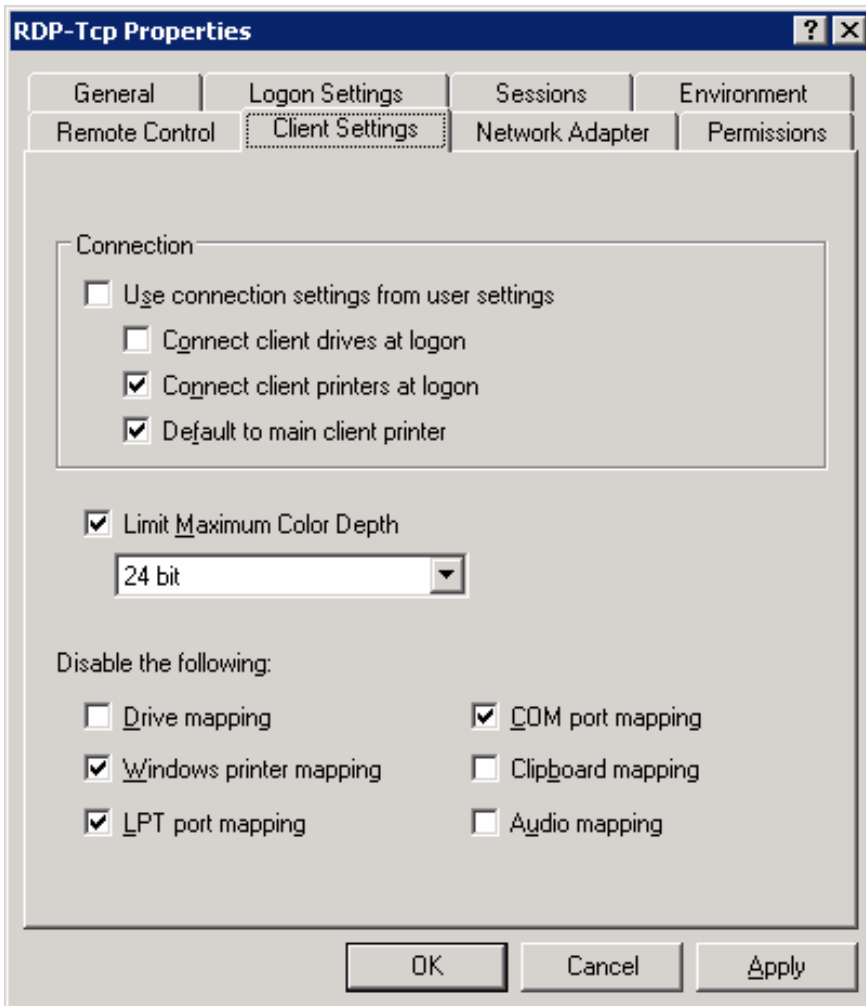 RDP-Tcp Properties
General Logon Settings Sessions Environment
Remote Control Client Settings Network Adapter Permissions
Connection
Use connection settings from user settings
Connect client drives at logon
Connect client printers at logon
Default to main client printer
Limit Maximum Color Depth
24 bit
Disable the following:
Drive mapping COM port mapping
Windows printer mapping Clipboard mapping
LPT port mapping Audio mapping
OK Cancel Apply